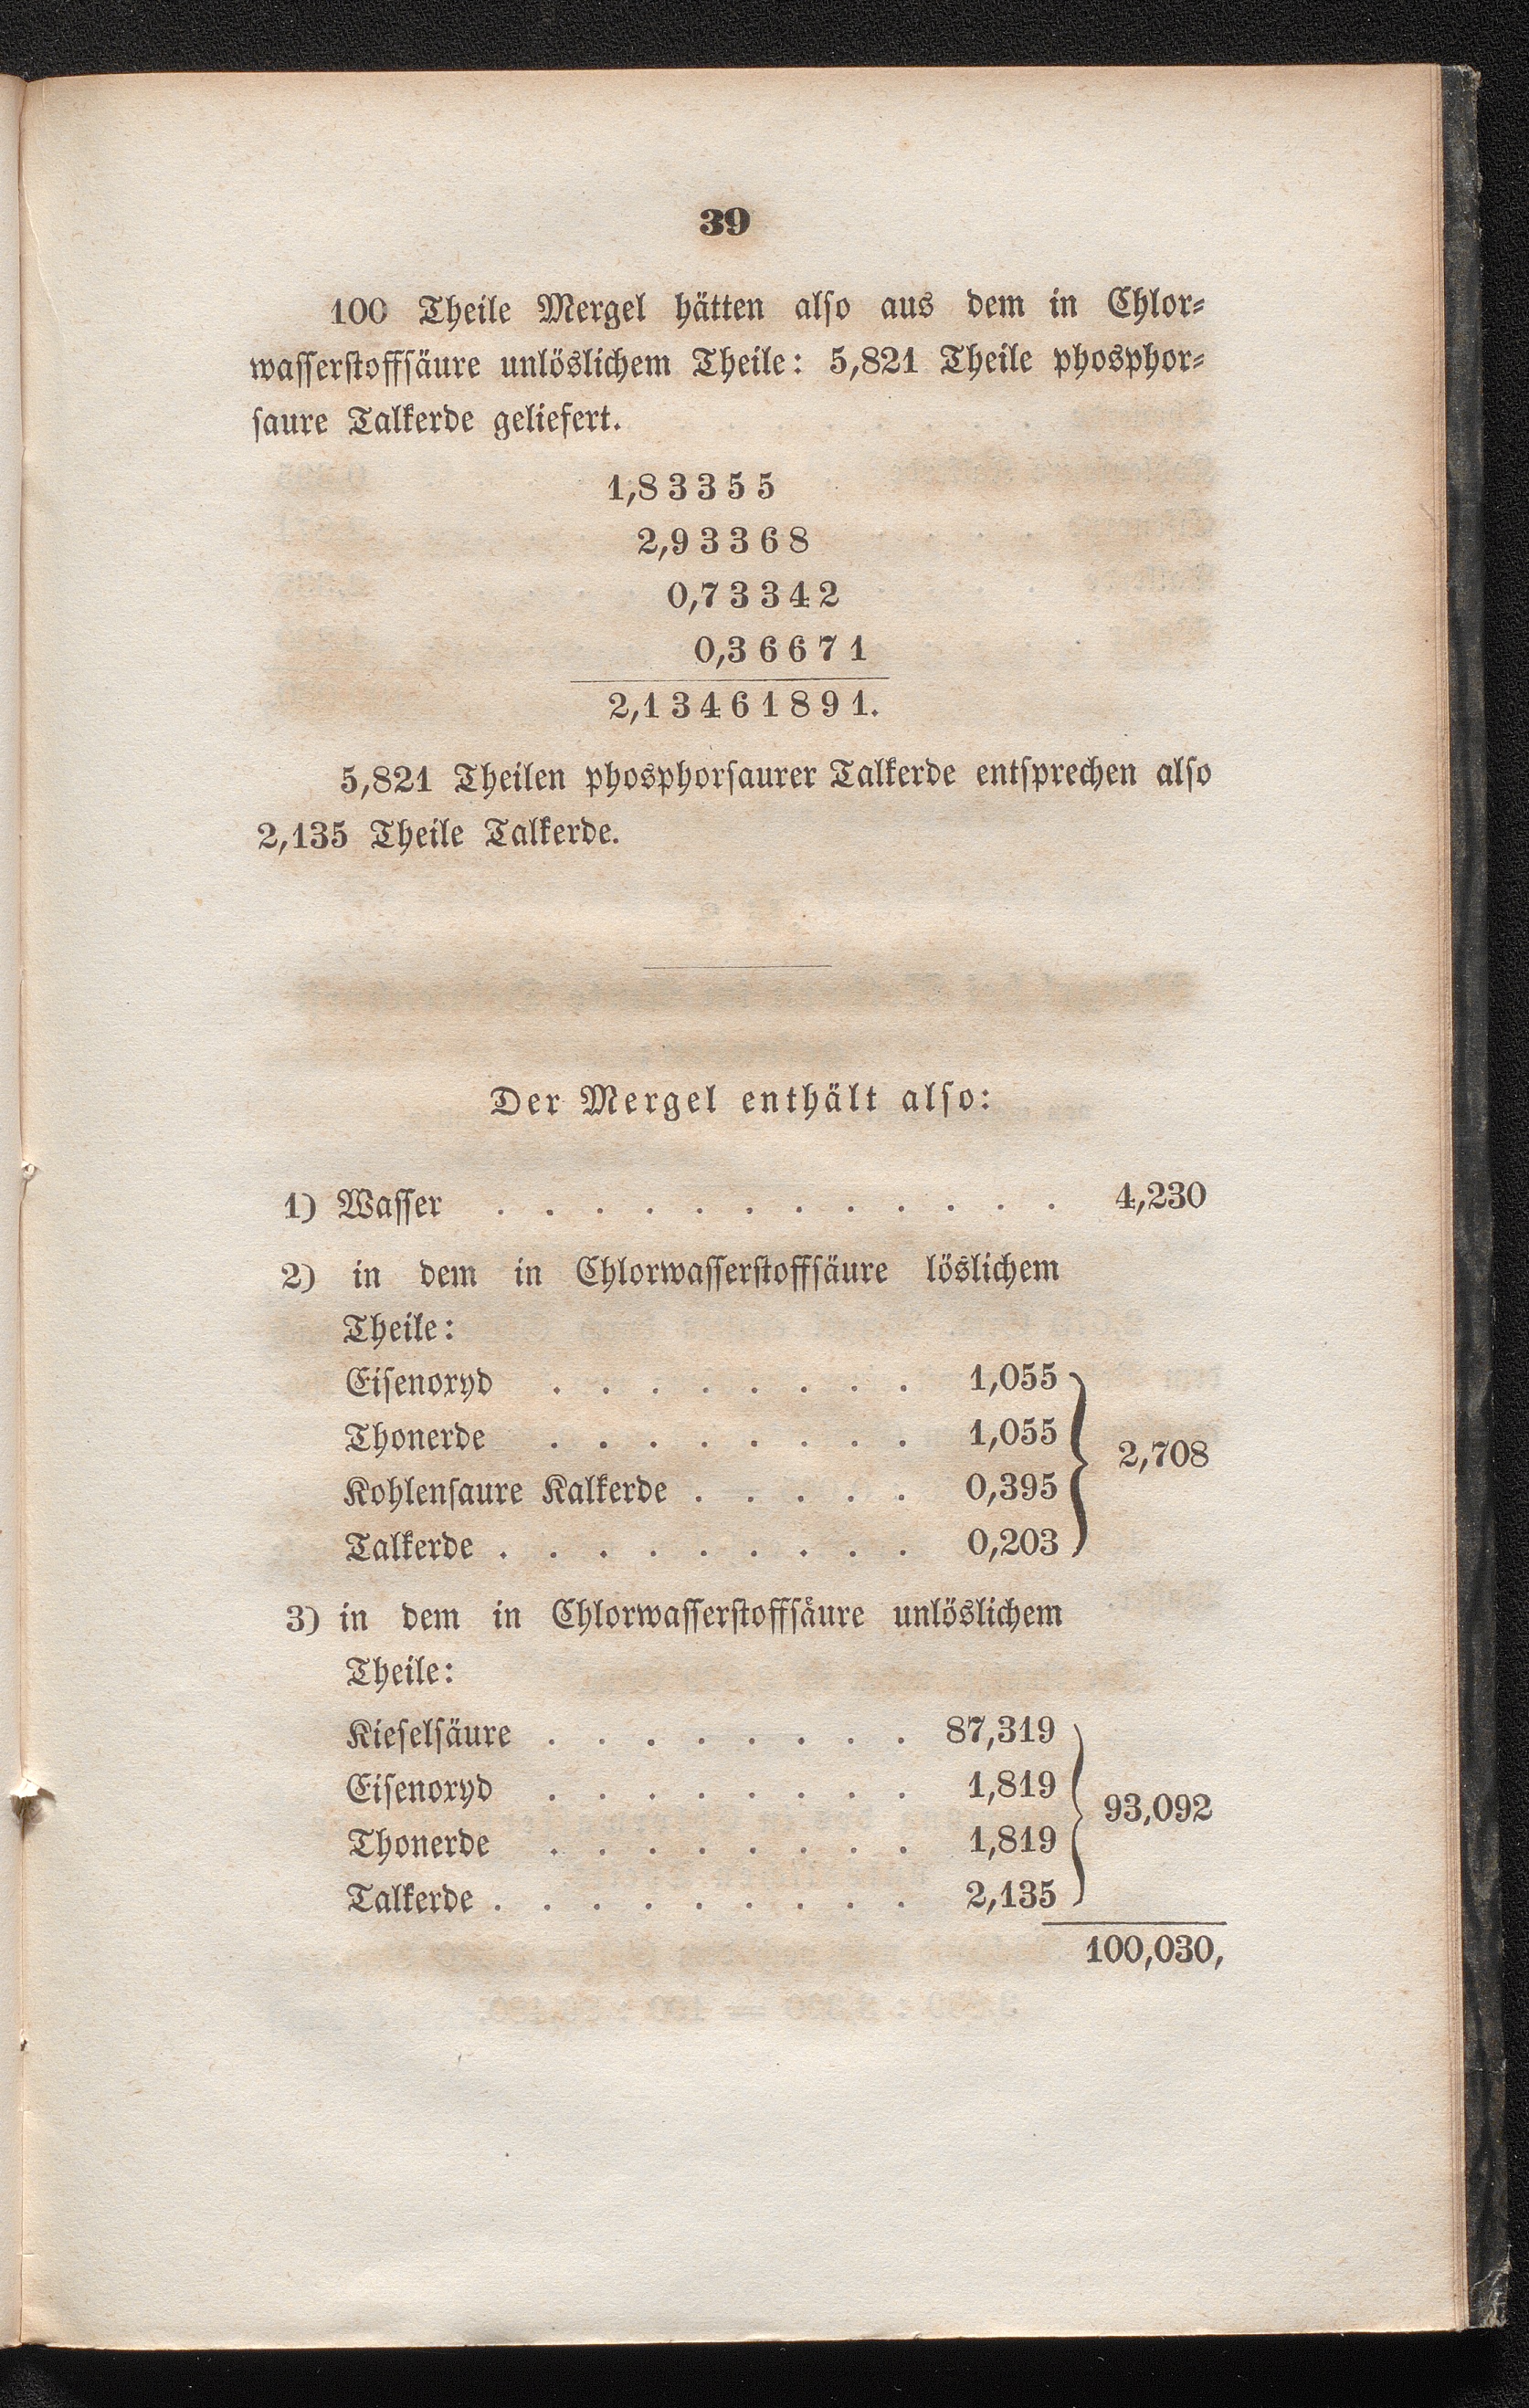 39
100 Theile Mergel hätten also aus dem in Chlor-
wasserstoffsäure unlöslichem Theile: 5,821 Theile phosphor-
saure Talkerde geliefert.
1,83355
2,93368
0,73342
0,36671
2,13461891.
5,821 Theilen phosphorsaurer Talkerde entsprechen also
2,135 Theile Talkerde.
Der Mergel enthält also:
1) Wasser . . . . . . . . . . . . 4,230
2) in dem in Chlorwasserstoffsäure löslichem
Theile:
Eisenoxyd . . . . . . . . 1,055
Thonerde . . . . . . . . 1,055
2,708
Kohlensaure Kalkerde . . . . . 0,395
Talkerde . . . . . . . . . 0,203
3) in dem in Chlorwasserstoffsäure unlöslichem
Theile:
Kieselsäure . . . . . . . . 87,319
Eisenoxyd . . . . . . . . 1,819
93,092
Thonerde . . . . . . . . 1,819
Talkerde . . . . . . . . . 2,135
100,030,